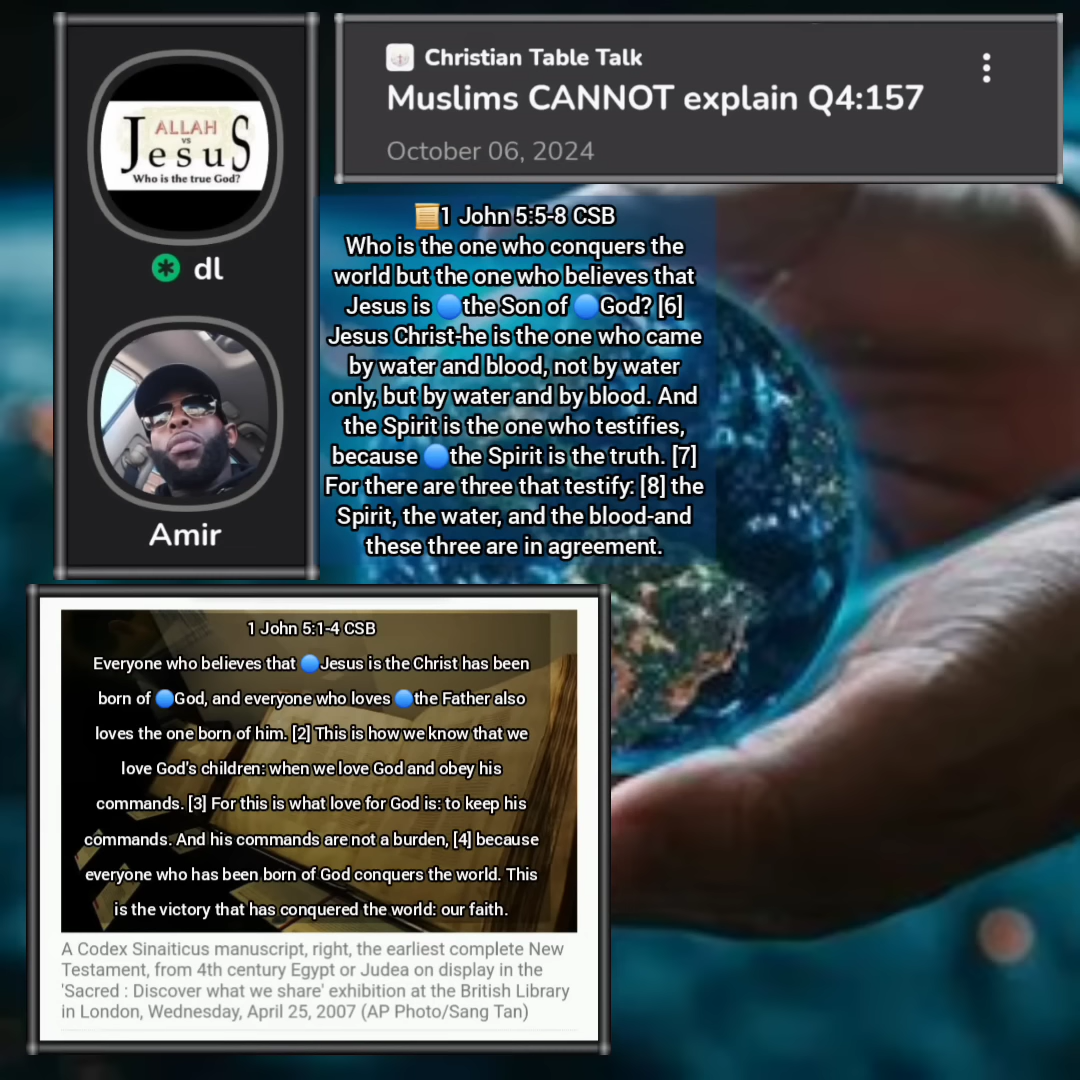 ALLAH
vs
Jesus
Who is the true God?
dl
Amir
Christian Table Talk
Muslims CANNOT explain Q4:157
October 06, 2024
1 John 5:5-8 CSB
Who is the one who conquers the
world but the one who believes that
Jesus is the Son of God? [6]
Jesus Christ-he is the one who came
by water and blood, not by water
only, but by water and by blood. And
the Spirit is the one who testifies,
because the Spirit is the truth. [7]
For there are three that testify: [8] the
Spirit, the water, and the blood-and
these three are in agreement.
1 John 5:1-4 CSB
Everyone who believes that Jesus is the Christ has been
born of God, and everyone who loves the Father also
loves the one born of him. [2] This is how we know that we
love God's children: when we love God and obey his
commands. [3] For this is what love for God is: to keep his
commands. And his commands are not a burden, [4] because
everyone who has been born of God conquers the world. This
is the victory that has conquered the world: our faith.
A Codex Sinaiticus manuscript, right, the earliest complete New
Testament, from 4th century Egypt or Judea on display in the
'Sacred : Discover what we share' exhibition at the British Library
in London, Wednesday, April 25, 2007 (AP Photo/Sang Tan)